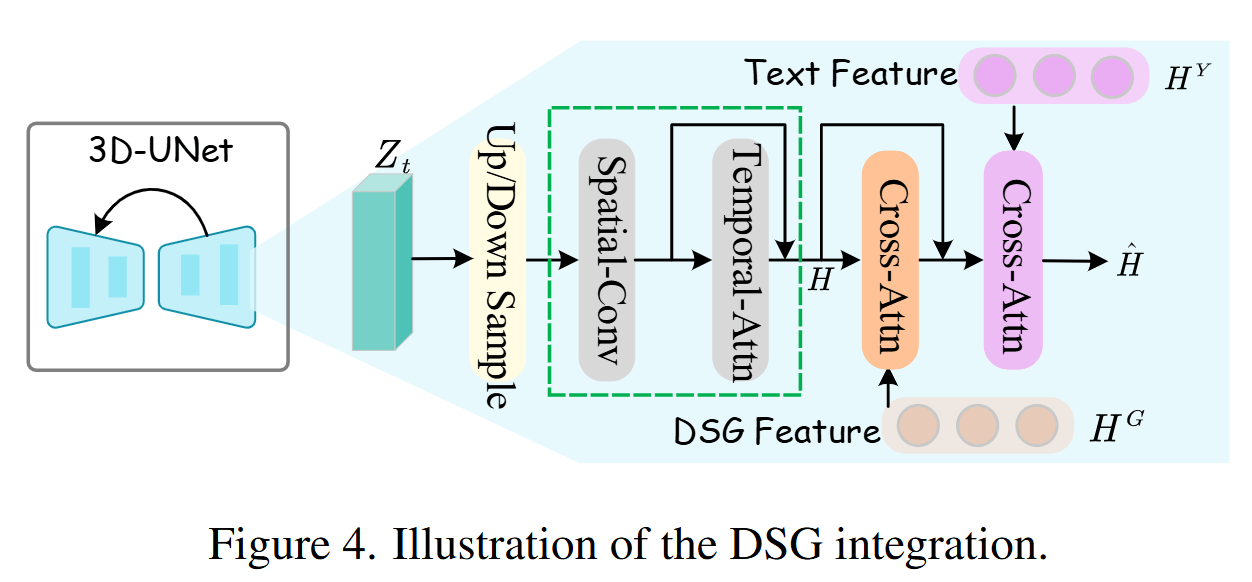 Text Feature
H^Y
3D-UNet
Z_t
Up/Down Sample
Spatial-Conv
Temporal-Attn
H
Cross-Attn
Cross-Attn
Ĥ
DSG Feature
H^G
Figure 4. Illustration of the DSG integration.